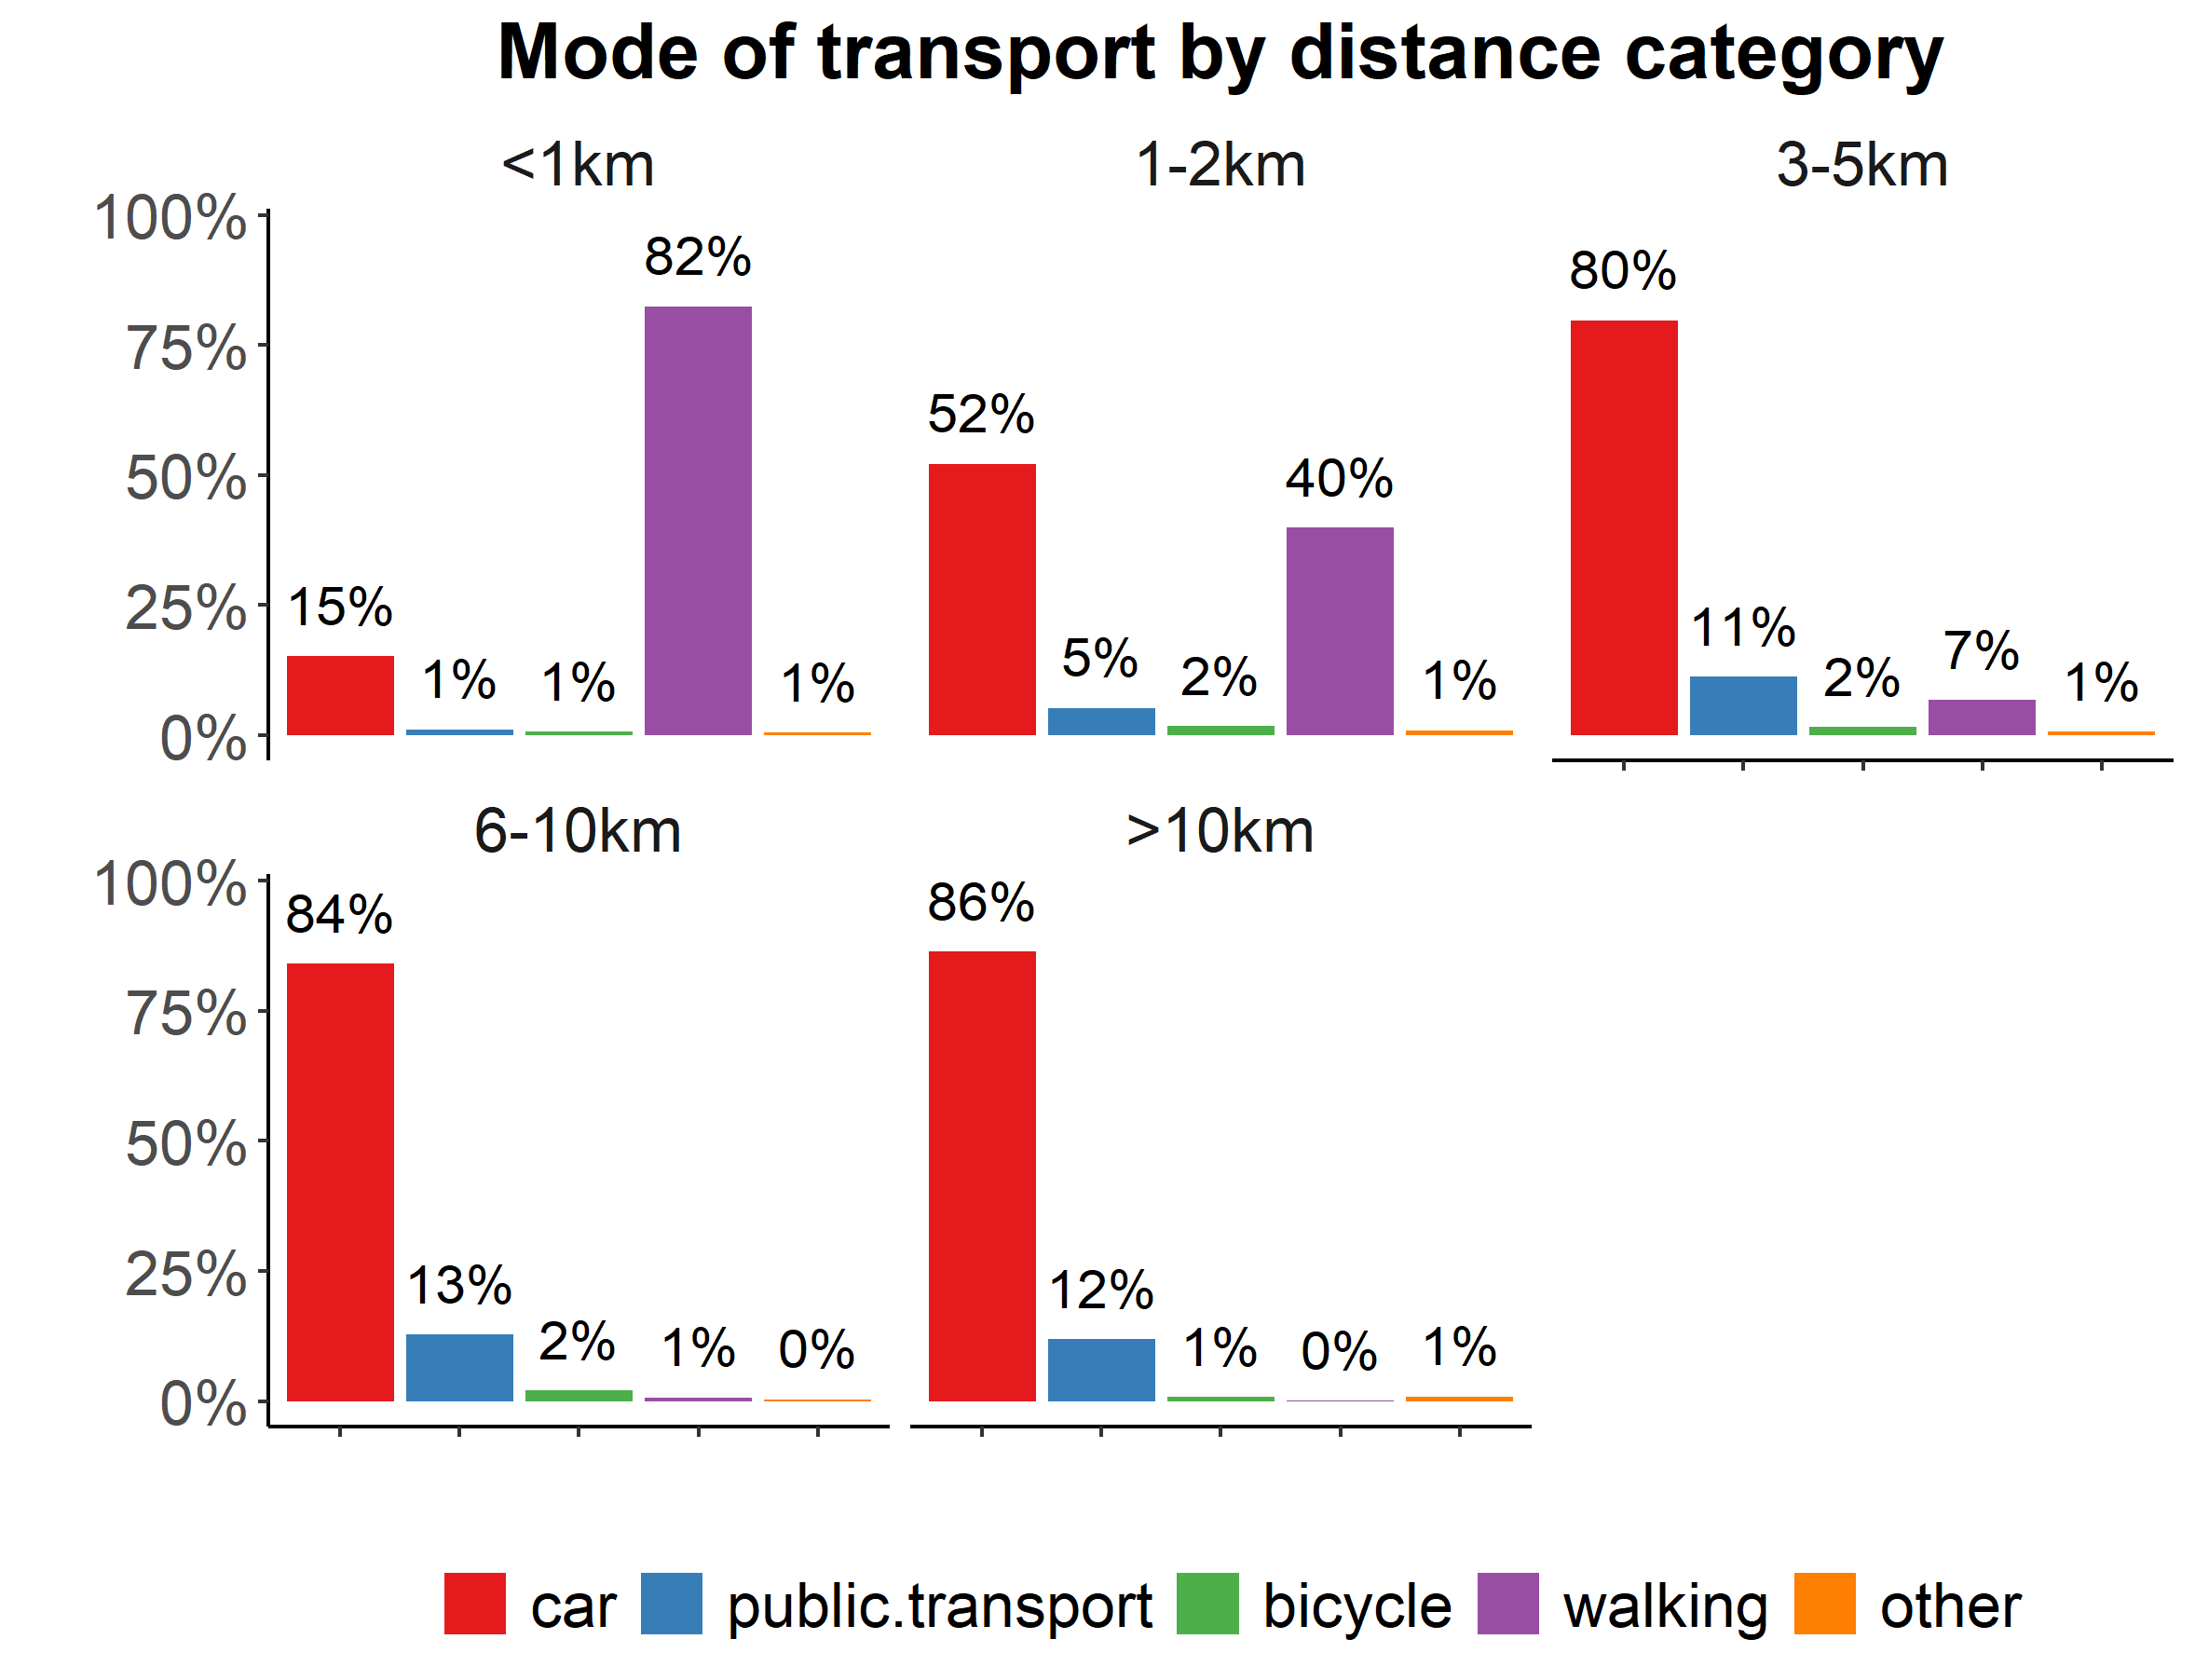 Mode of transport by distance category
<1km 1-2km 3-5km
100%
75%
50%
25%
0%
15% 1% 1% 82% 1%
52% 5% 2% 40% 1%
80% 11% 2% 7% 1%
6-10km >10km
100%
75%
50%
25%
0%
84% 13% 2% 1% 0%
86% 12% 1% 0% 1%
car public.transport bicycle walking other